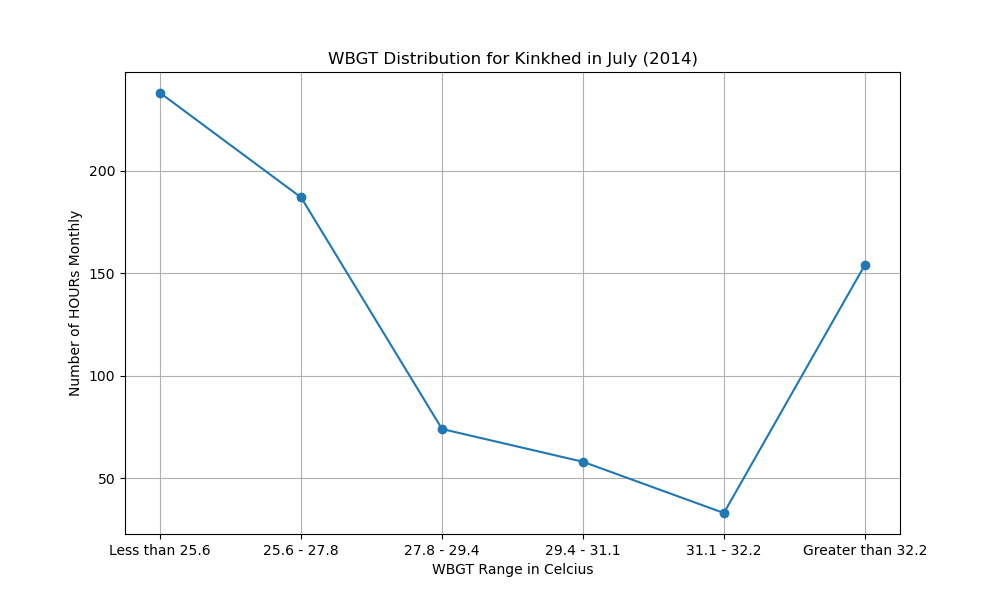 WBGT Distribution for Kinkhed in July (2014)
Number of HOURs Monthly
200
150
100
50
Less than 25.6
25.6 - 27.8
27.8 - 29.4
29.4 - 31.1
31.1 - 32.2
Greater than 32.2
WBGT Range in Celcius